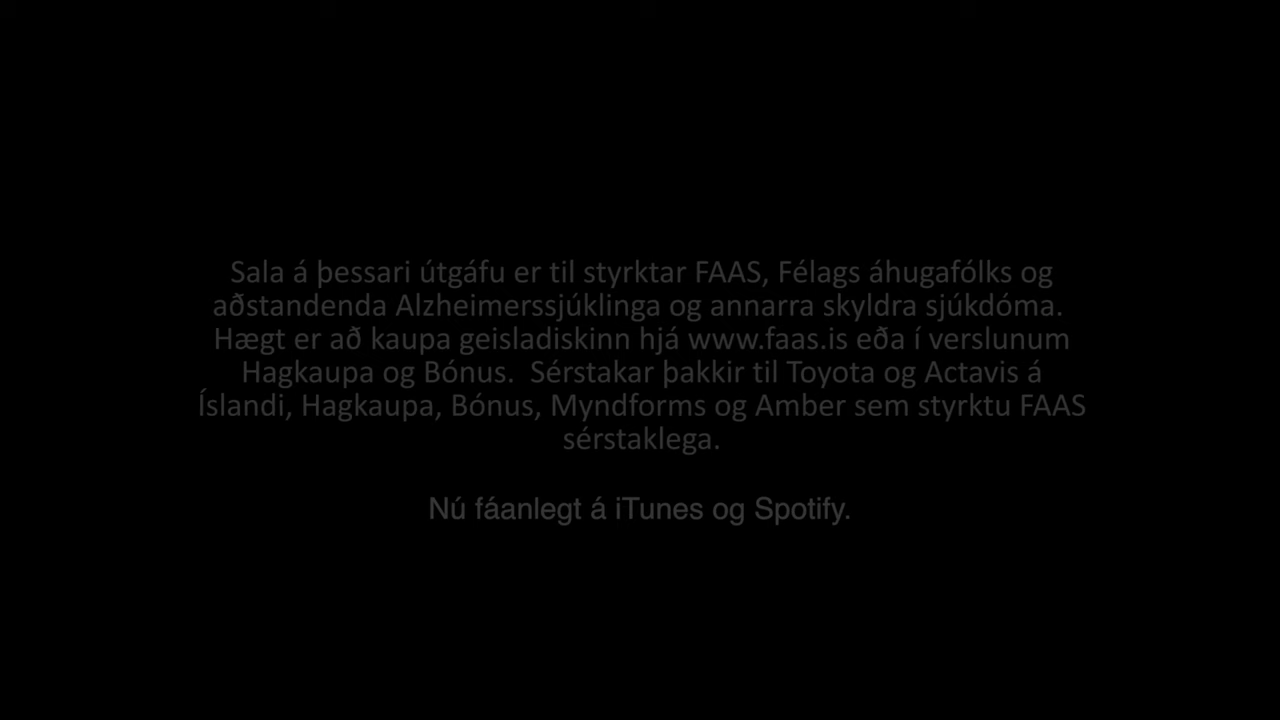 Sala á þessari útgáfu er til styrktar FAAS, Félags áhugafólks og
aðstandenda Alzheimerssjúklinga og annarra skyldra sjúkdóma.
Hægt er að kaupa geisladiskinn hjá www.faas.is eða í verslunum
Hagkaupa og Bónus.  Sérstakar þakkir til Toyota og Actavis á
Íslandi, Hagkaupa, Bónus, Myndforms og Amber sem styrktu FAAS
sérstaklega.
Nú fáanlegt á iTunes og Spotify.